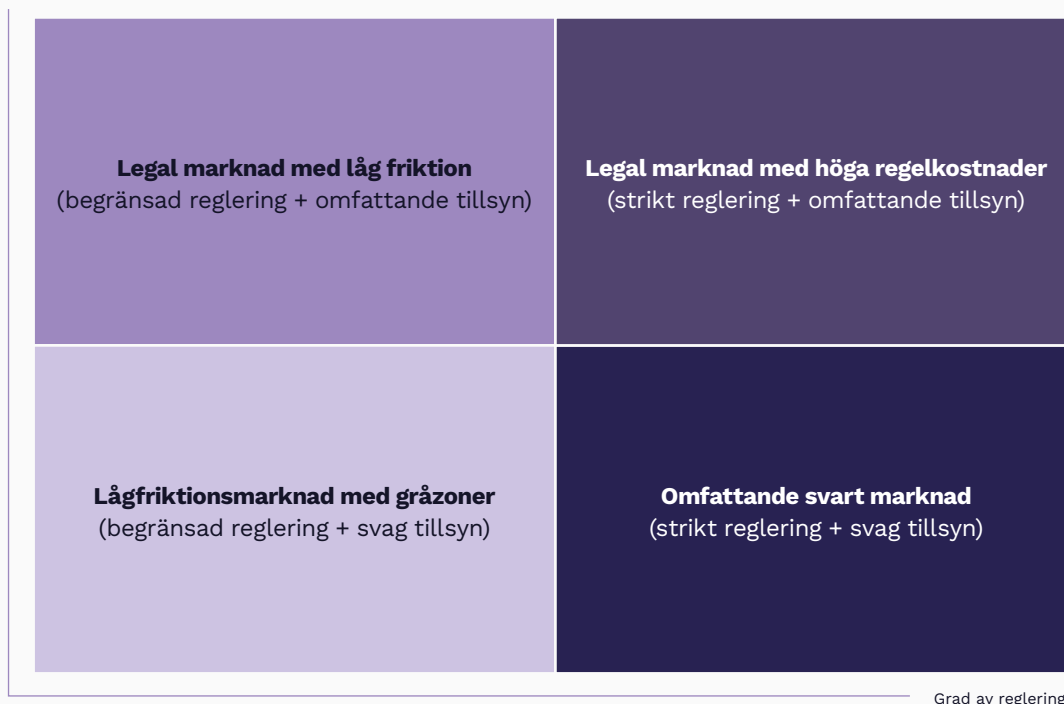 Legal marknad med låg friktion
(begränsad reglering + omfattande tillsyn)
Legal marknad med höga regelkostnader
(strikt reglering + omfattande tillsyn)
Lågfriktionsmarknad med gråzoner
(begränsad reglering + svag tillsyn)
Omfattande svart marknad
(strikt reglering + svag tillsyn)
Grad av reglering